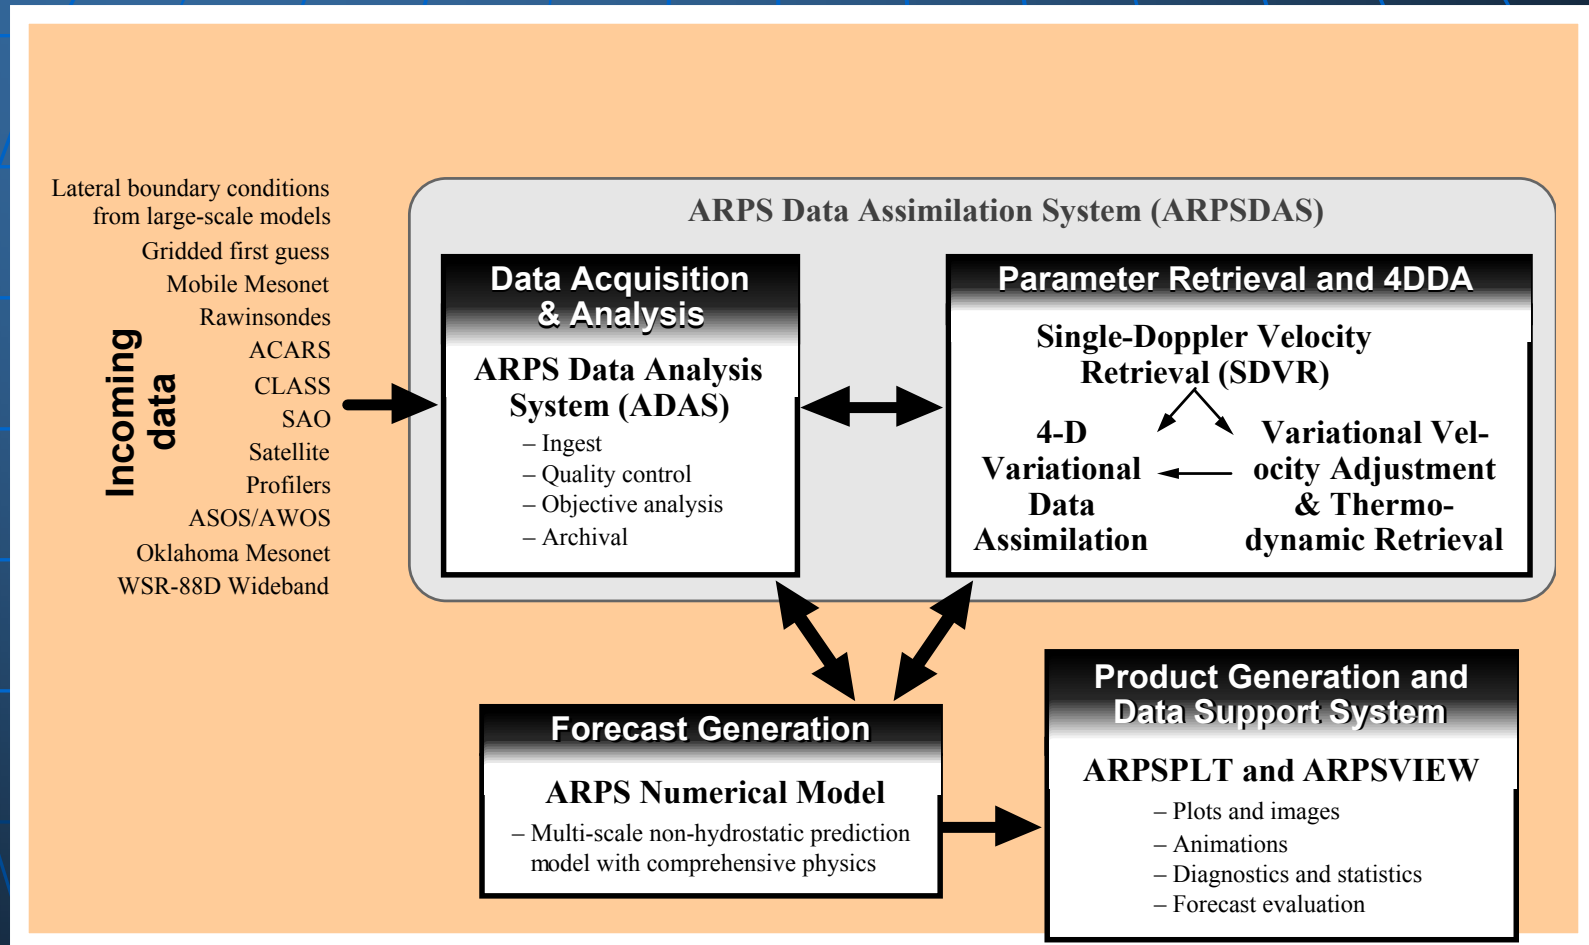 Lateral boundary conditions
from large-scale models
Gridded first guess
Mobile Mesonet
Rawinsondes
ACARS
CLASS
SAO
Satellite
Profilers
ASOS/AWOS
Oklahoma Mesonet
WSR-88D Wideband
Incoming
data
ARPS Data Assimilation System (ARPSDAS)
Data Acquisition
& Analysis
ARPS Data Analysis
System (ADAS)
– Ingest
– Quality control
– Objective analysis
– Archival
Parameter Retrieval and 4DDA
Single-Doppler Velocity
Retrieval (SDVR)
4-D
Variational
Data
Assimilation
Variational Vel-
ocity Adjustment
& Thermo-
dynamic Retrieval
Forecast Generation
ARPS Numerical Model
– Multi-scale non-hydrostatic prediction
model with comprehensive physics
Product Generation and
Data Support System
ARPSPLT and ARPSVIEW
– Plots and images
– Animations
– Diagnostics and statistics
– Forecast evaluation